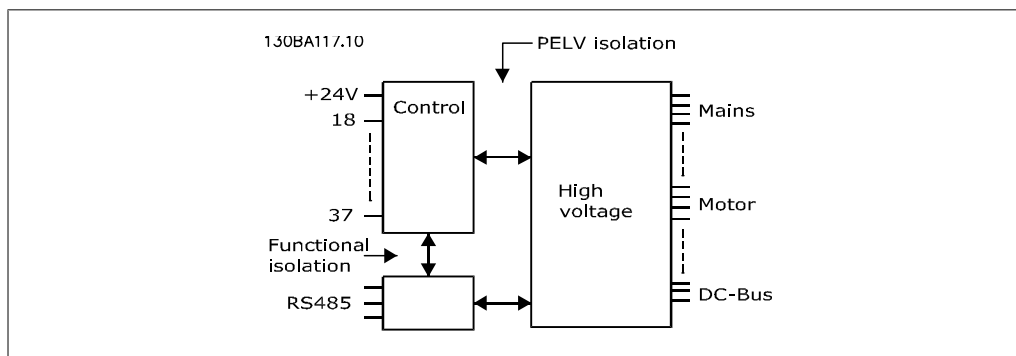 130BA117.10
PELV isolation
+24V
Control
18
37
Mains
High
voltage
Motor
Functional
isolation
RS485
DC-Bus